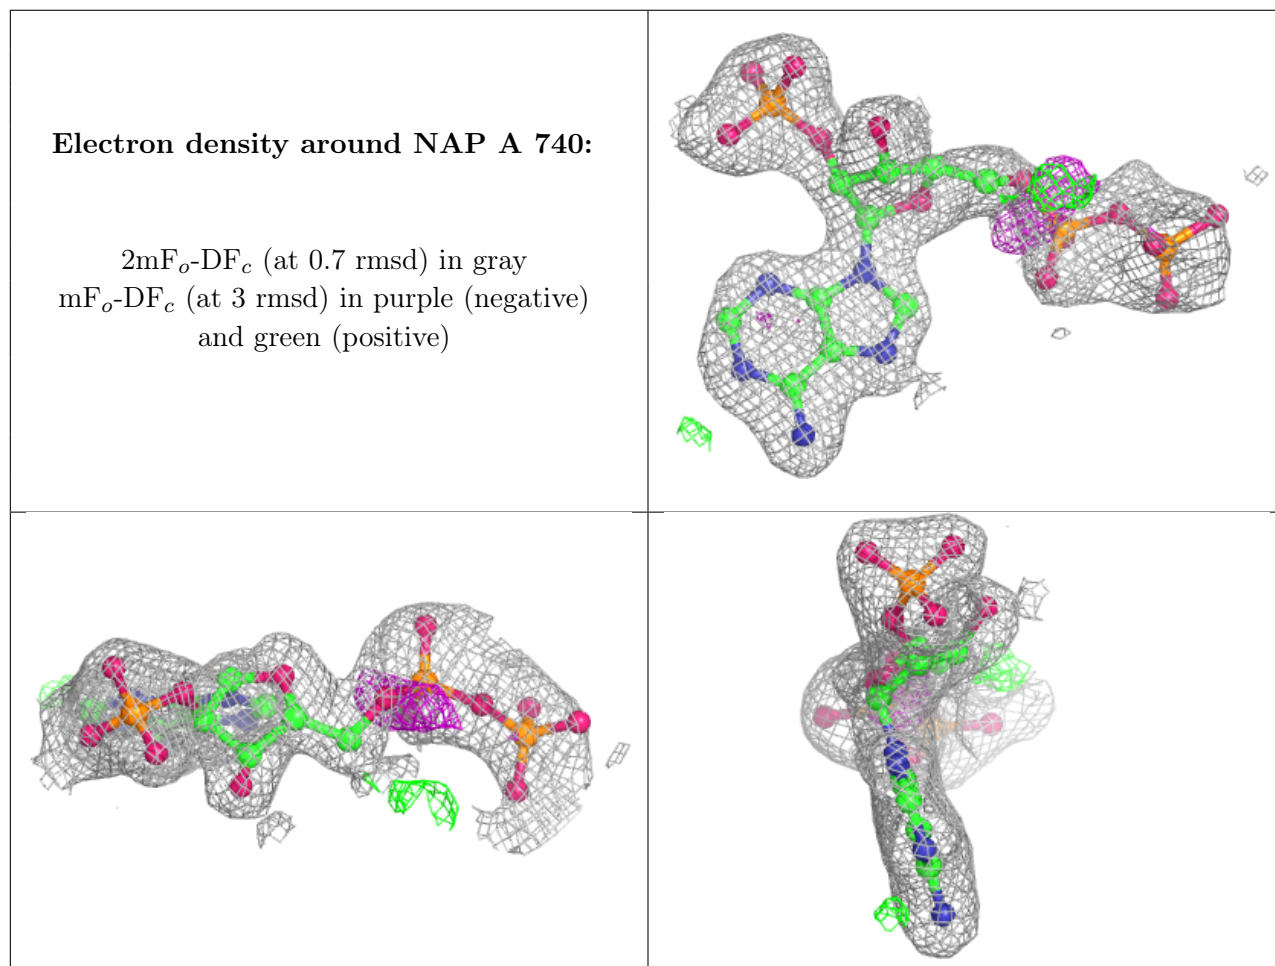 Electron density around NAP A 740:
2mFo-DFc (at 0.7 rmsd) in gray
mFo-DFc (at 3 rmsd) in purple (negative)
and green (positive)